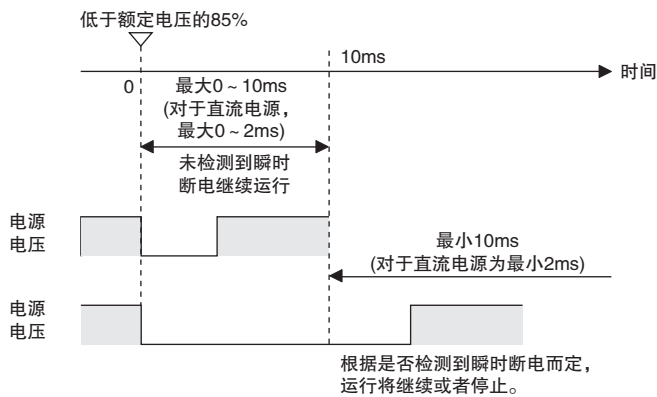 低于额定电压的85%
10ms
时间
0
最大0~10ms
(对于直流电源，
最大0~2ms)
未检测到瞬时
断电继续运行
电源
电压
最小10ms
(对于直流电源为最小2ms)
电源
电压
根据是否检测到瞬时断电而定，
运行将继续或者停止。